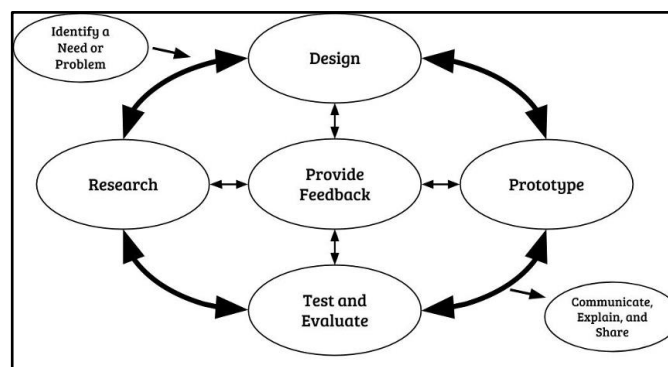 Identify a
Need or
Problem
Design
Research
Provide
Feedback
Prototype
Test and
Evaluate
Communicate,
Explain, and
Share